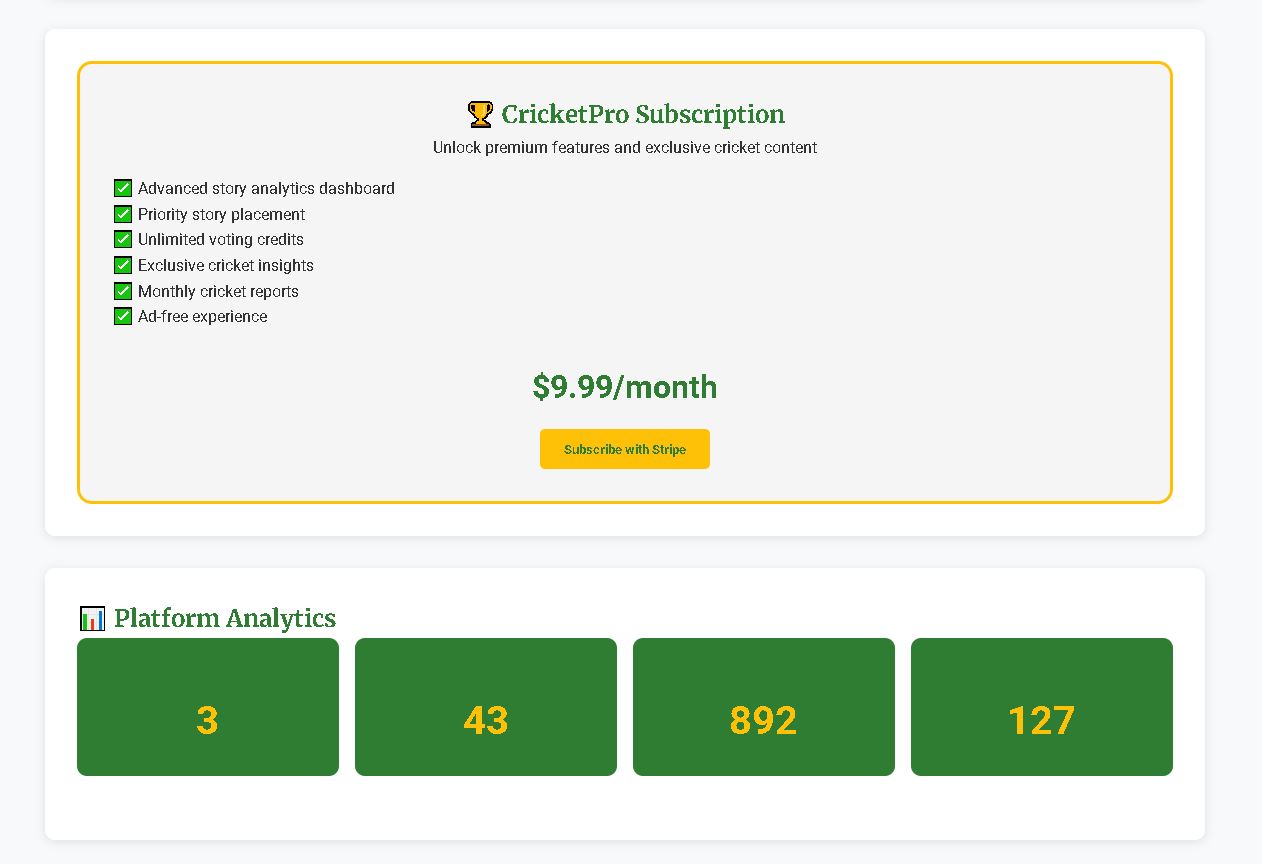 🏆 CricketPro Subscription
Unlock premium features and exclusive cricket content
✅ Advanced story analytics dashboard
✅ Priority story placement
✅ Unlimited voting credits
✅ Exclusive cricket insights
✅ Monthly cricket reports
✅ Ad-free experience
$9.99/month
Subscribe with Stripe
📊 Platform Analytics
3 43 892 127